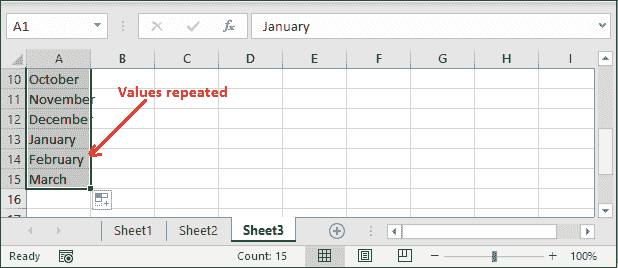 A1 fx January
A B C D E F G H I
10 October
11 November
Values repeated
12 December
13 January
14 February
15 March
16
Sheet1 Sheet2 Sheet3
Ready Count: 15 100%